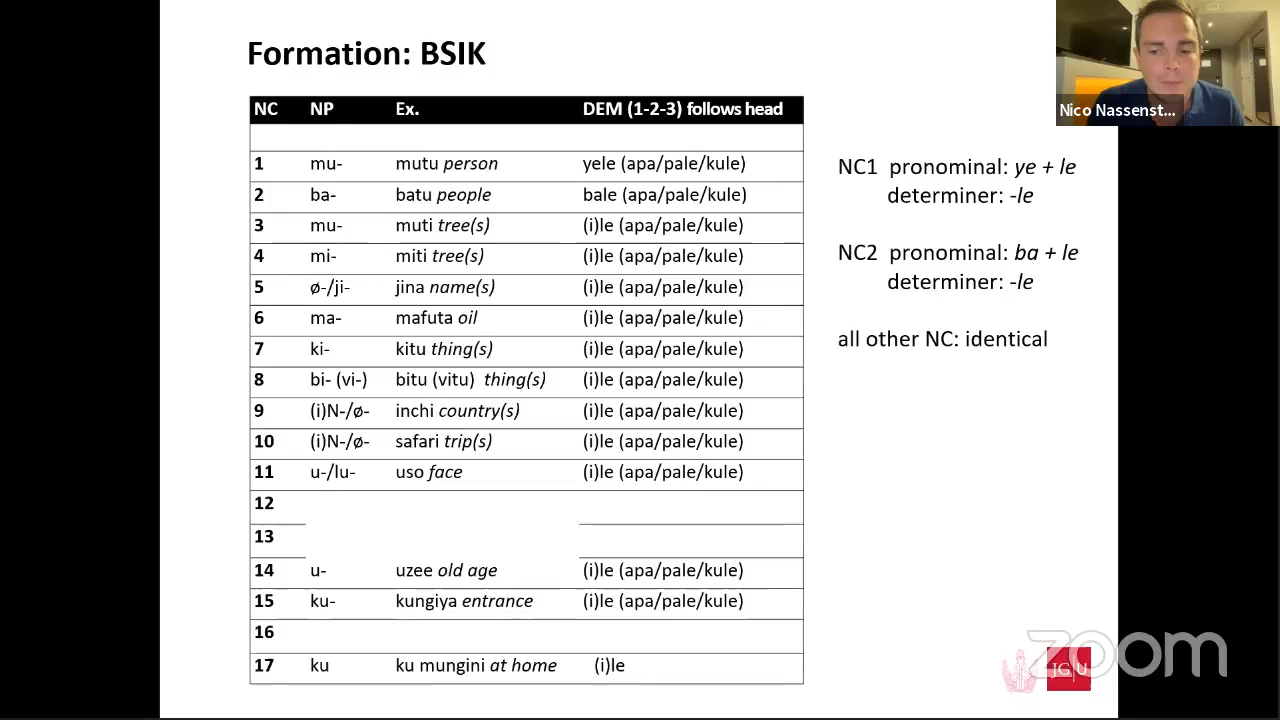 Formation: BSIK
Nico Nassenst...
NC NP Ex. DEM (1-2-3) follows head
1 mu- mutu person yele (apa/pale/kule)
2 ba- batu people bale (apa/pale/kule)
3 mu- muti tree(s) (i)le (apa/pale/kule)
4 mi- miti tree(s) (i)le (apa/pale/kule)
5 ø-/ji- jina name(s) (i)le (apa/pale/kule)
6 ma- mafuta oil (i)le (apa/pale/kule)
7 ki- kitu thing(s) (i)le (apa/pale/kule)
8 bi- (vi-) bitu (vitu) thing(s) (i)le (apa/pale/kule)
9 (i)N-/ø- inchi country(s) (i)le (apa/pale/kule)
10 (i)N-/ø- safari trip(s) (i)le (apa/pale/kule)
11 u-/lu- uso face (i)le (apa/pale/kule)
12
13
14 u- uzee old age (i)le (apa/pale/kule)
15 ku- kungiya entrance (i)le (apa/pale/kule)
16
17 ku ku mungini at home (i)le
NC1 pronominal: ye + le
determiner: -le
NC2 pronominal: ba + le
determiner: -le
all other NC: identical
JG|U
zoom